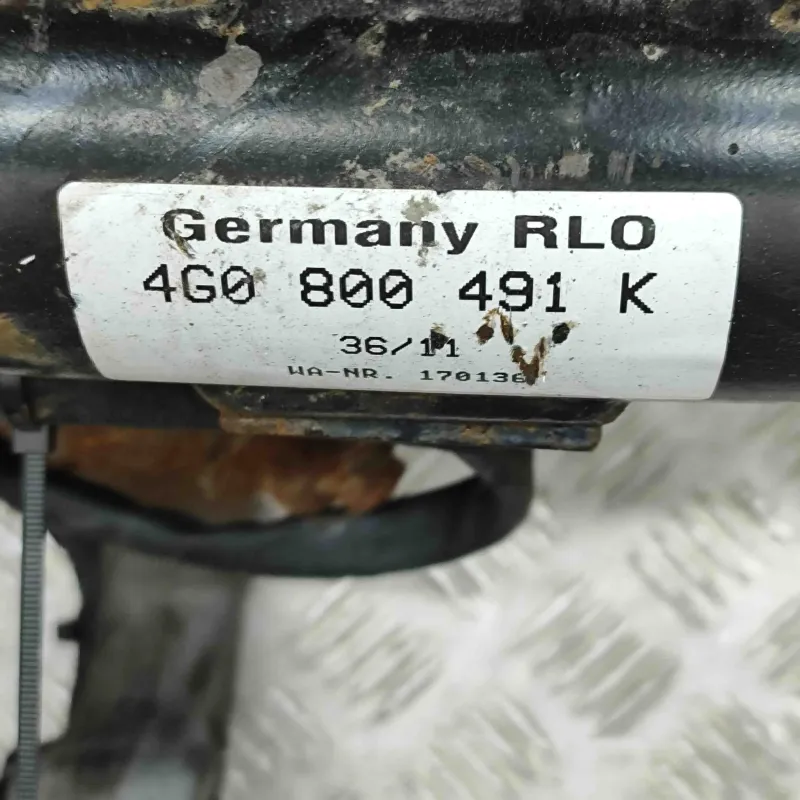 Germany RLO
4G0 800 491 K
36/11
WA-NR. 170136